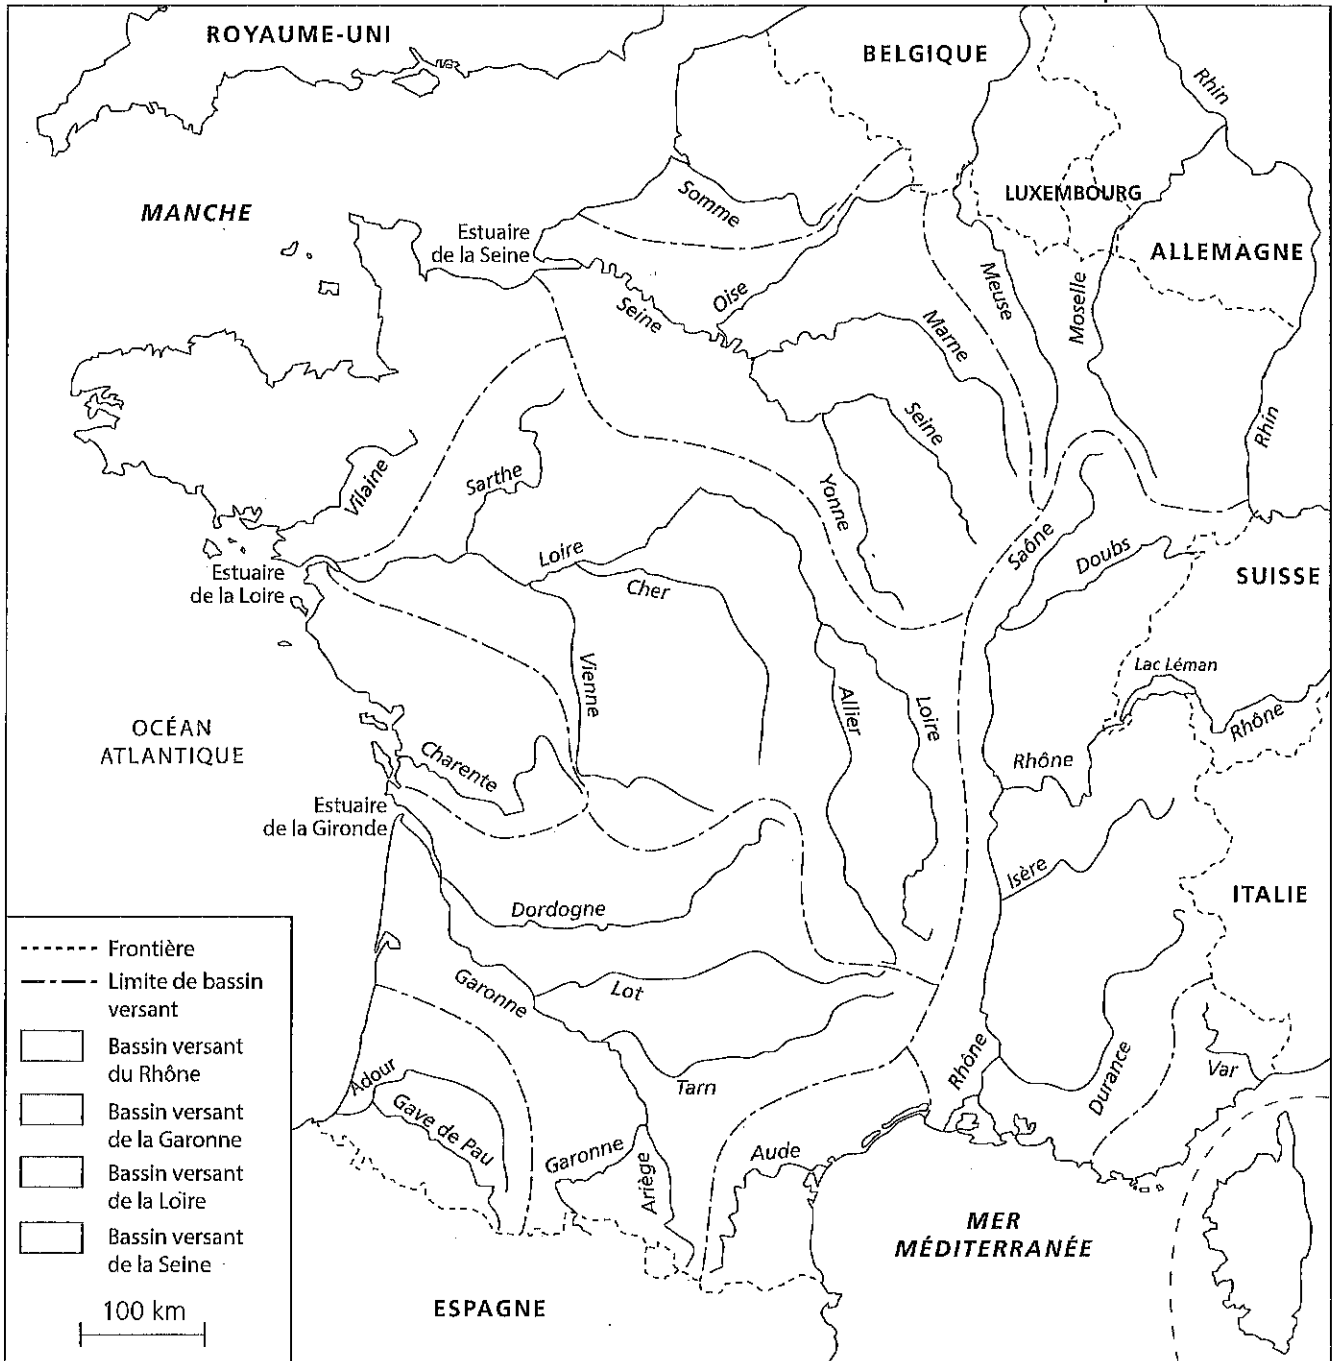 ROYAUME-UNI
BELGIQUE
Rhin
LUXEMBOURG
MANCHE
Somme
Estuaire
de la Seine
ALLEMAGNE
Oise
Seine
Meuse
Moselle
Marne
Seine
Rhin
Vilaine
Sarthe
Yonne
Saône
Doubs
Loire
Cher
SUISSE
Estuaire
de la Loire
Vienne
Allier
Loire
Lac Léman
Rhône
OCÉAN
ATLANTIQUE
Charente
Rhône
Estuaire
de la Gironde
Isère
ITALIE
Dordogne
Garonne
Lot
Rhône
Durance
Var
Tarn
Adour
Gave de Pau
Garonne
Ariège
Aude
MER
MÉDITERRANÉE
ESPAGNE
Frontière
Limite de bassin
versant
Bassin versant
du Rhône
Bassin versant
de la Garonne
Bassin versant
de la Loire
Bassin versant
de la Seine
100 km